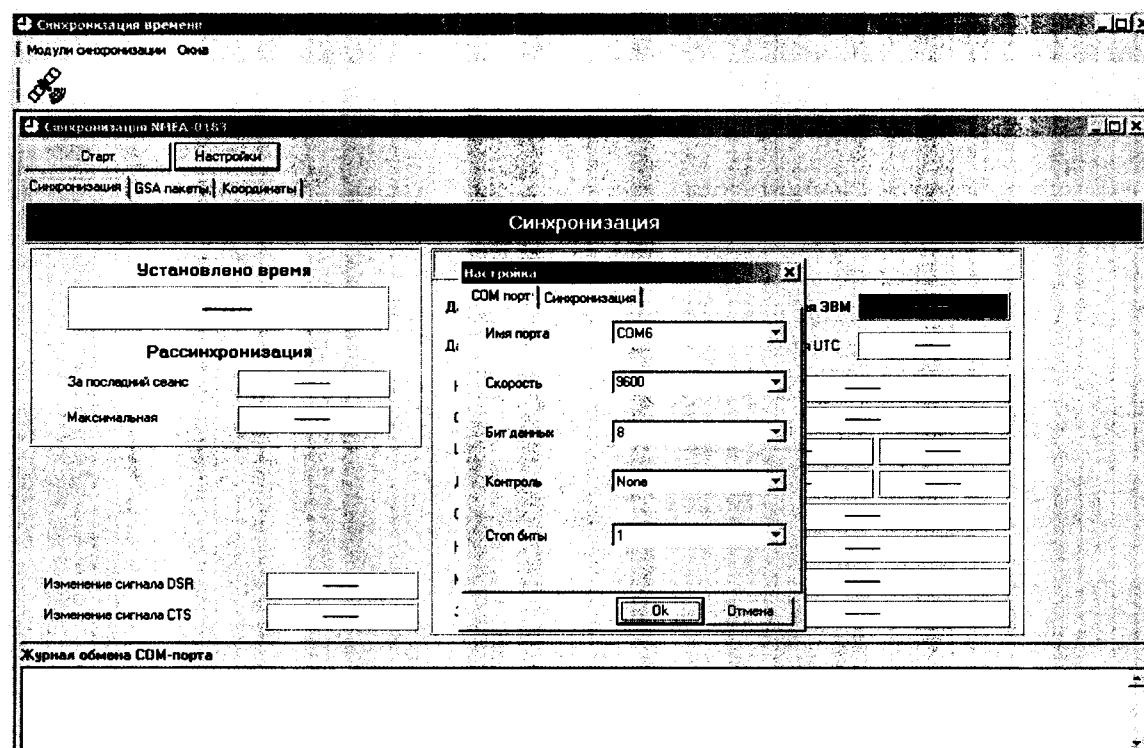 Синхронизация времени
Модули синхронизации Окна
Синхронизация NMEA-0183
Старт Настройки
Синхронизация GSA пакеты Координаты
Синхронизация
Установлено время
Рассинхронизация
За последний сеанс
Максимальная
Изменение сигнала DSR
Изменение сигнала CTS
Настройка
COM порт Синхронизация
Имя порта COM6
Скорость 9600
Бит данных 8
Контроль None
Стоп биты 1
Ok Отмена
ЭВМ
UTC
Журнал обмена COM-порта